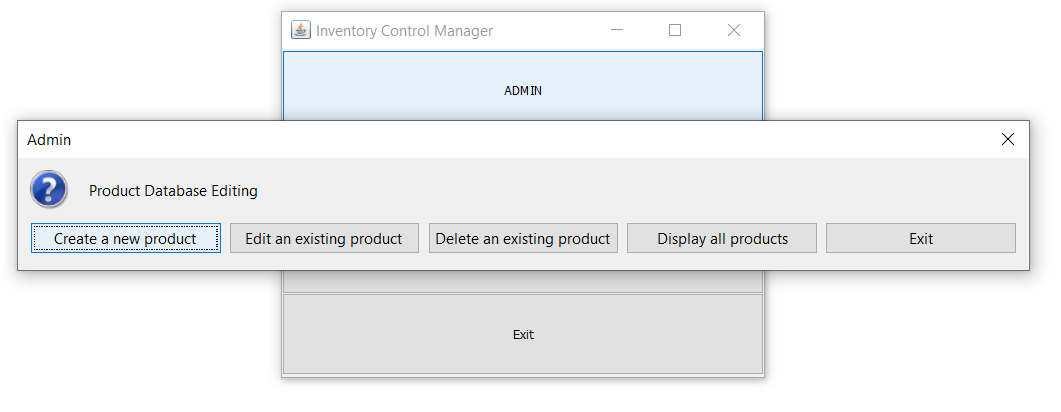 Inventory Control Manager
ADMIN
Admin
Product Database Editing
Create a new product Edit an existing product Delete an existing product Display all products Exit
Exit